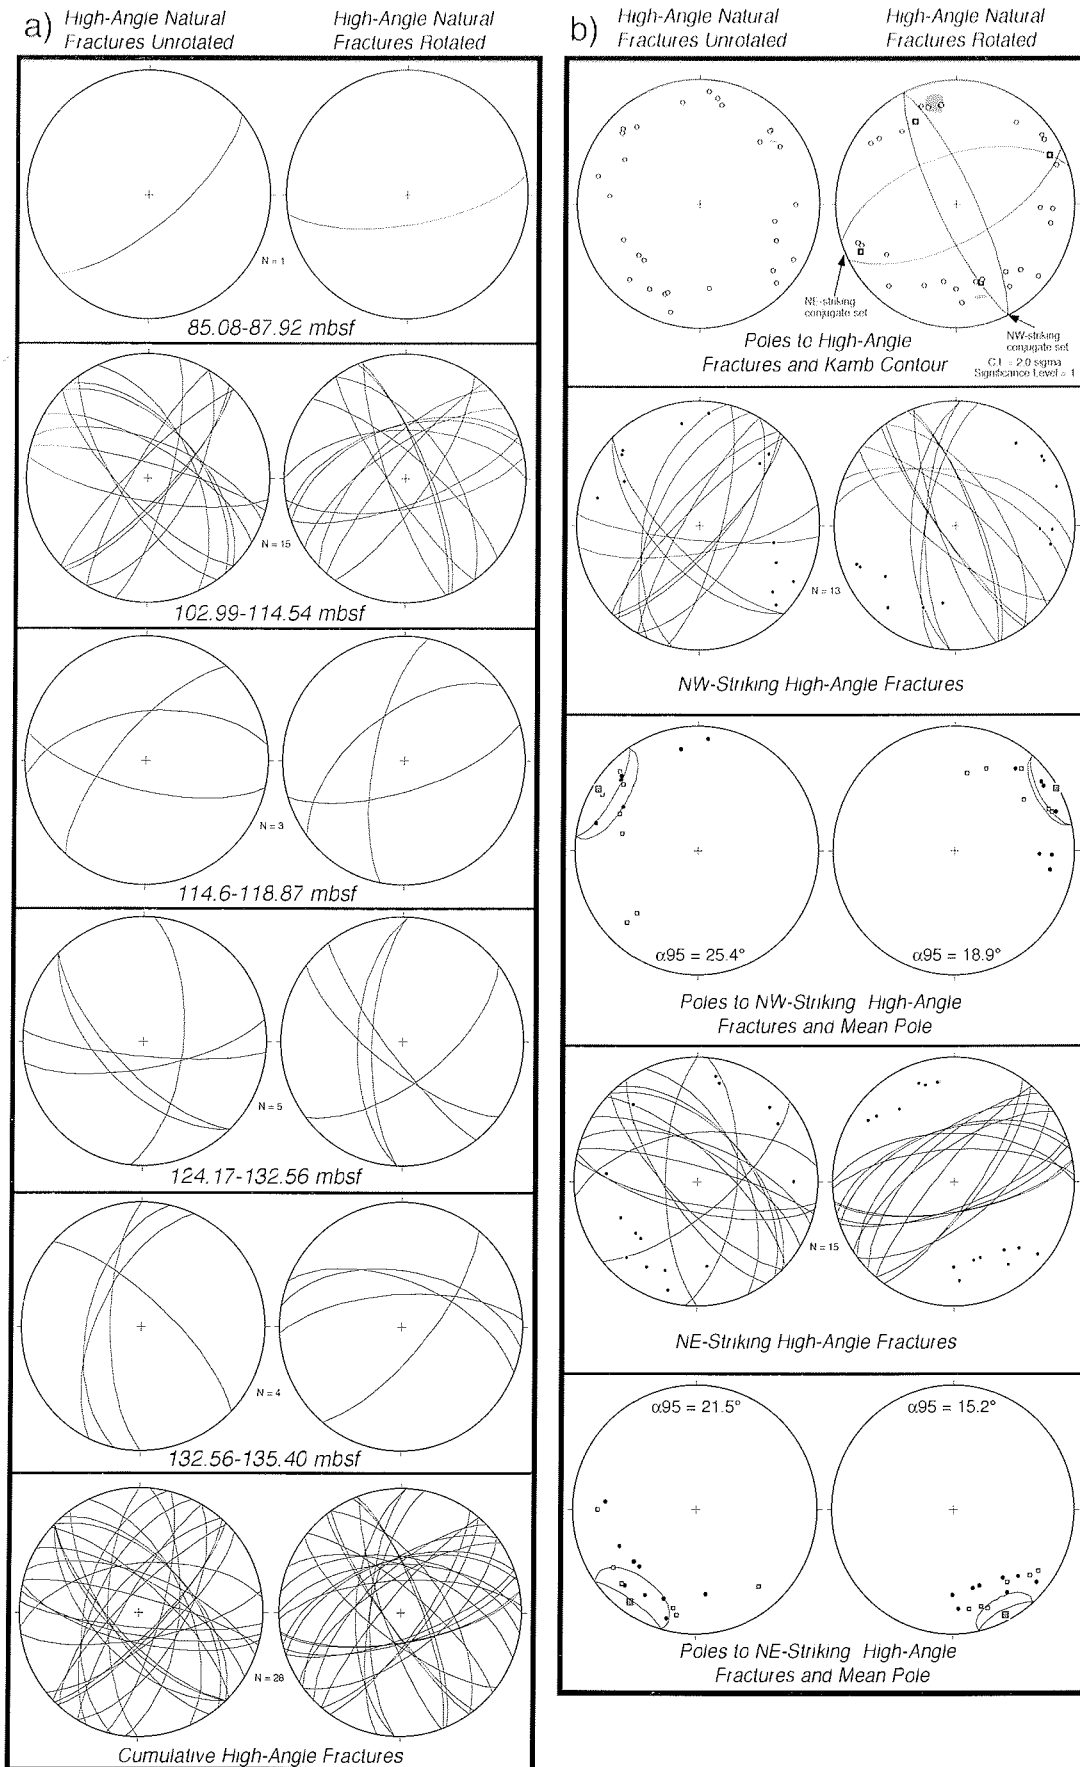 a)
High-Angle Natural
Fractures Unrotated
High-Angle Natural
Fractures Rotated
N = 1
85.08-87.92 mbsf
N = 15
102.99-114.54 mbsf
N = 3
114.6-118.87 mbsf
N = 5
124.17-132.56 mbsf
N = 4
132.56-135.40 mbsf
N = 28
Cumulative High-Angle Fractures
b)
High-Angle Natural
Fractures Unrotated
High-Angle Natural
Fractures Rotated
NE-striking
conjugate set
NW-striking
conjugate set
Poles to High-Angle
Fractures and Kamb Contour
C.I. = 2.0 sigma
Significance Level = 1
N = 13
NW-Striking High-Angle Fractures
α95 = 25.4°
α95 = 18.9°
Poles to NW-Striking High-Angle
Fractures and Mean Pole
N = 15
NE-Striking High-Angle Fractures
α95 = 21.5°
α95 = 15.2°
Poles to NE-Striking High-Angle
Fractures and Mean Pole